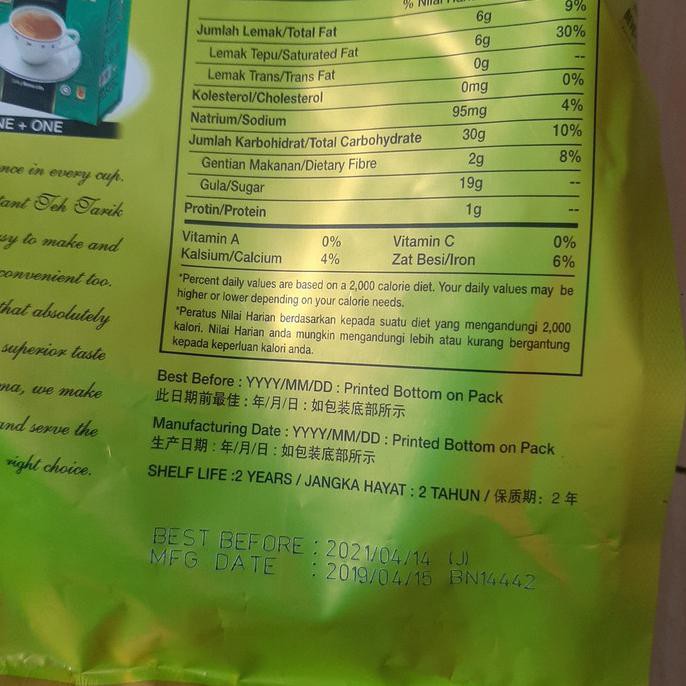 % Nilai
NE + ONE
nce in every cup.
tant Teh Tarik
sy to make and
convenient too.
that absolutely
superior taste
ma, we make
and serve the
right choice.
Jumlah Lemak/Total Fat 6g 9%
Lemak Tepu/Saturated Fat 6g 30%
Lemak Trans/Trans Fat 0g --
Kolesterol/Cholesterol 0mg 0%
Natrium/Sodium 95mg 4%
Jumlah Karbohidrat/Total Carbohydrate 30g 10%
Gentian Makanan/Dietary Fibre 2g 8%
Gula/Sugar 19g --
Protin/Protein 1g --
Vitamin A 0% Vitamin C 0%
Kalsium/Calcium 4% Zat Besi/Iron 6%
*Percent daily values are based on a 2,000 calorie diet. Your daily values may be
higher or lower depending on your calorie needs.
*Peratus Nilai Harian berdasarkan kepada suatu diet yang mengandungi 2,000
kalori. Nilai Harian anda mungkin mengandungi lebih atau kurang bergantung
kepada keperluan kalori anda.
Best Before : YYYY/MM/DD : Printed Bottom on Pack
此日期前最佳 : 年/月/日 : 如包装底部所示
Manufacturing Date : YYYY/MM/DD : Printed Bottom on Pack
生产日期 : 年/月/日 : 如包装底部所示
SHELF LIFE :2 YEARS / JANGKA HAYAT : 2 TAHUN / 保质期: 2 年
BEST BEFORE : 2021/04/14 (J)
MFG DATE : 2019/04/15 BN14442